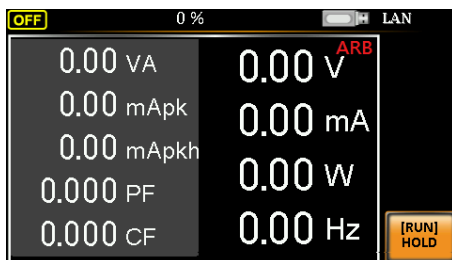 OFF 0 % LAN
ARB
0.00 VA
0.00 mApk
0.00 mApkh
0.000 PF
0.000 CF
0.00 V
0.00 mA
0.00 W
0.00 Hz
[RUN]
HOLD